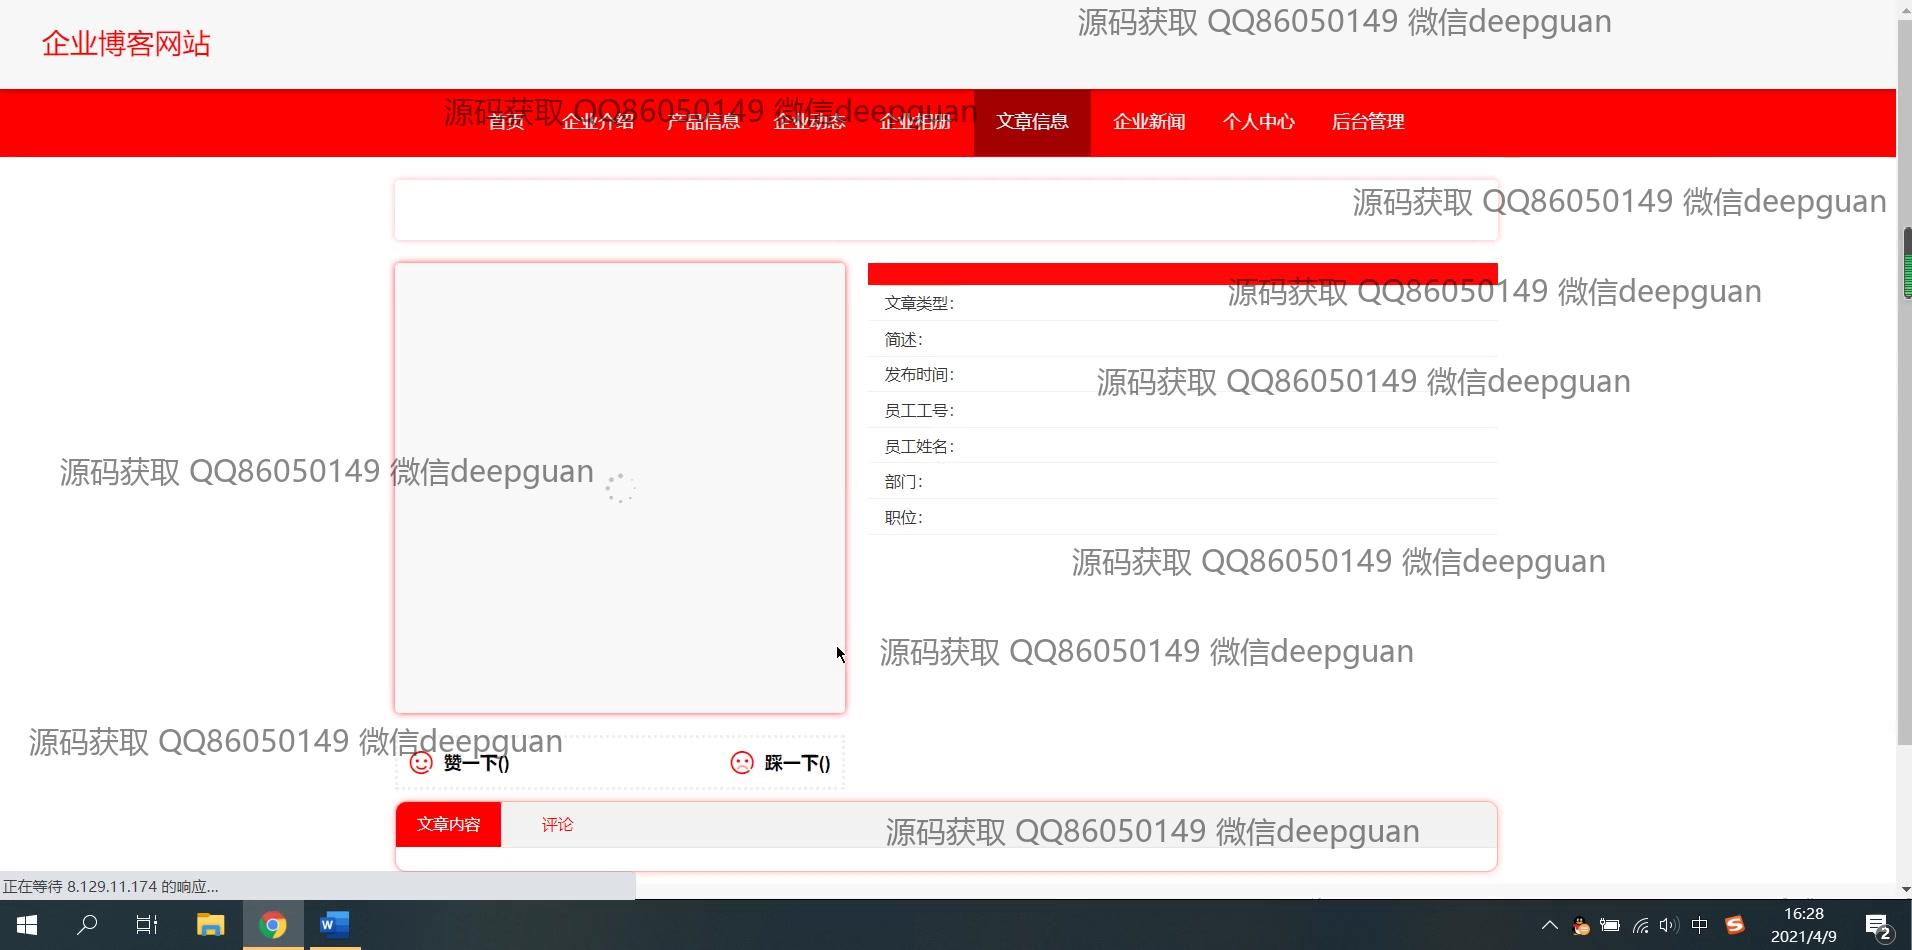 源码获取 QQ86050149 微信deepguan
企业博客网站
源码获取 QQ86050149 微信deepguan
首页 企业介绍 产品信息 企业动态 企业相册 文章信息 企业新闻 个人中心 后台管理
源码获取 QQ86050149 微信deepguan
源码获取 QQ86050149 微信deepguan
文章类型：
简述：
发布时间：
源码获取 QQ86050149 微信deepguan
员工工号：
员工姓名：
源码获取 QQ86050149 微信deepguan
部门：
职位：
源码获取 QQ86050149 微信deepguan
源码获取 QQ86050149 微信deepguan
源码获取 QQ86050149 微信deepguan
赞一下() 踩一下()
文章内容 评论
源码获取 QQ86050149 微信deepguan
正在等待 8.129.11.174 的响应...
W 中 S 16:28
2021/4/9 2